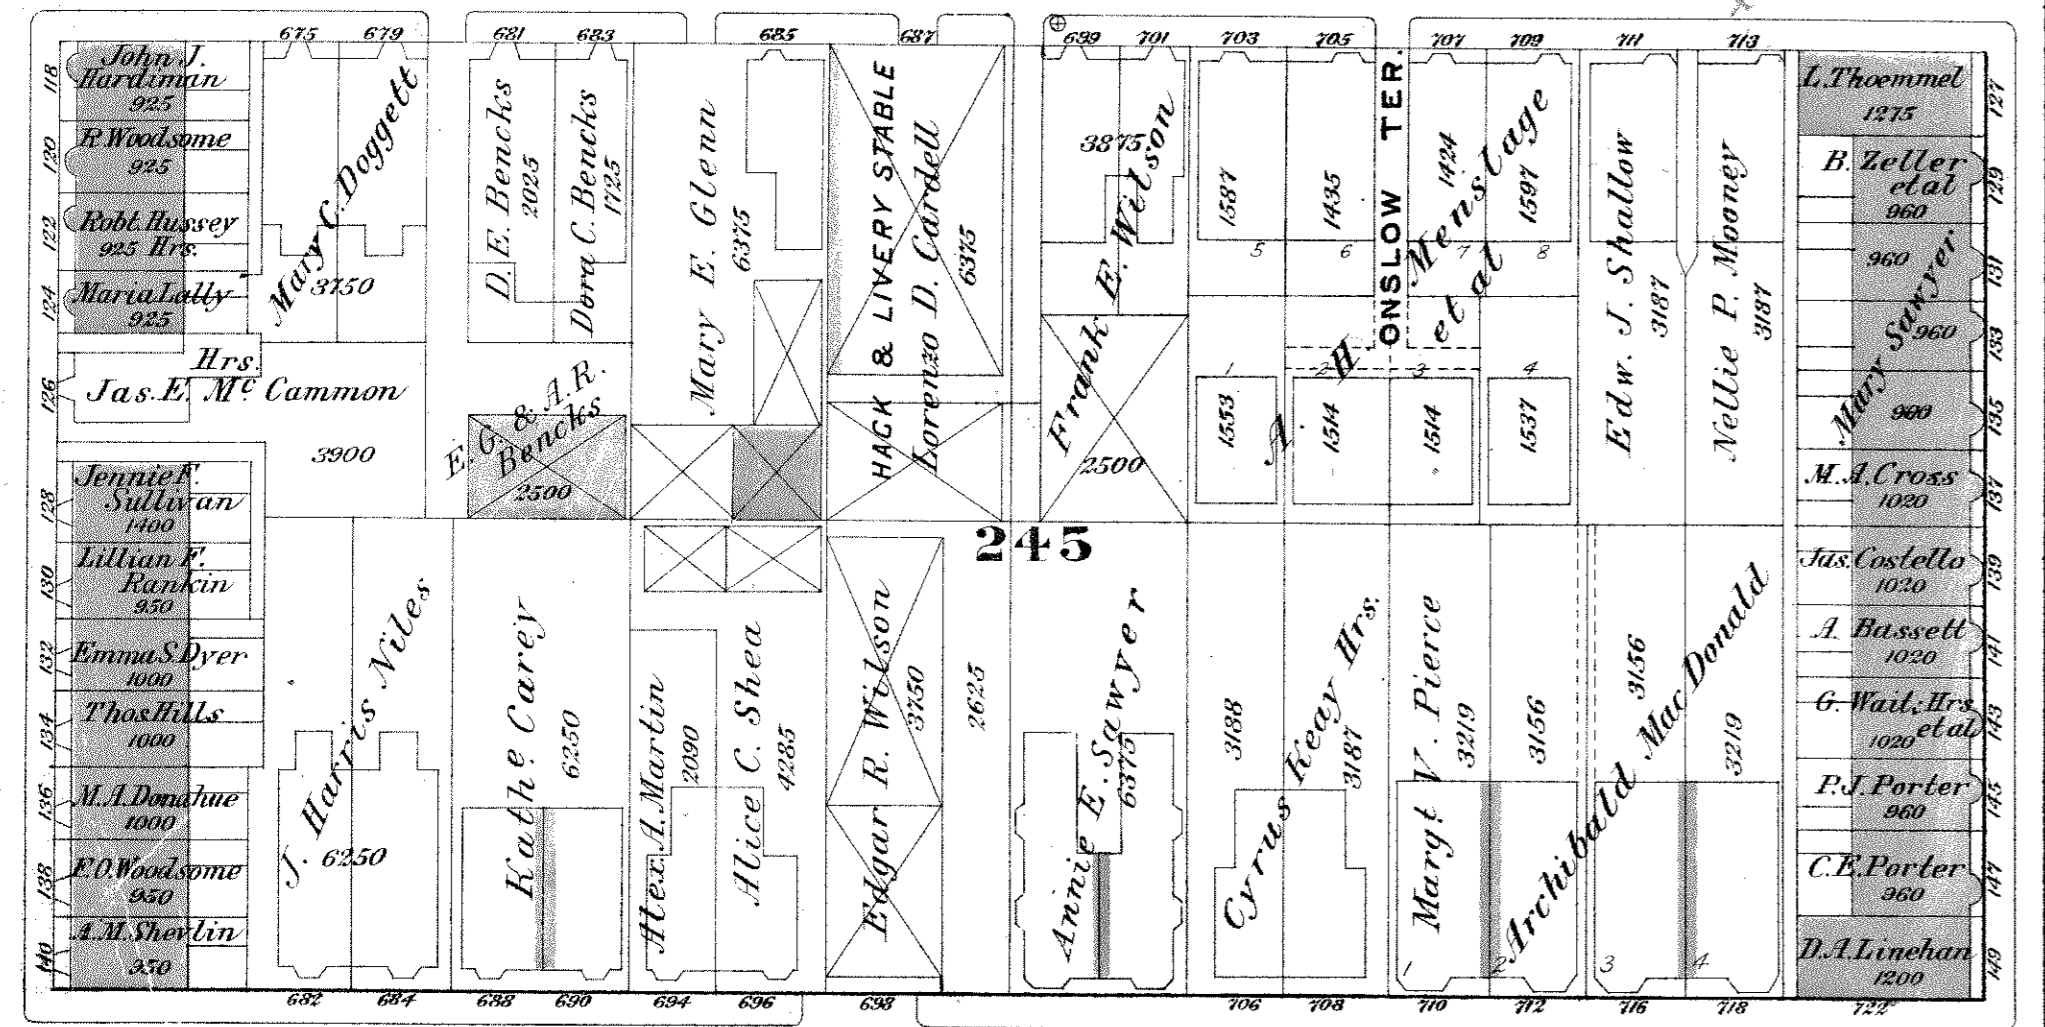 675 679 681 683 685 687 699 701 703 705 707 709 711 713
118
John J.
Hardiman
925
120
R. Woodsome
925
122
Robt. Hussey
925 Hrs.
124
Maria Lally
925
126
Hrs.
Jas. E. Mc Cammon
3900
128
Jennie F.
Sullivan
1400
130
Lillian F.
Rankin
950
132
Emma S. Dyer
1000
134
Thos Hills
1000
136
M. A. Donahue
1000
138
F. O. Woodsome
950
140
A. M. Shevlin
950
Mary C. Doggett
3750
D. E. Bencks
2025
Dora C. Bencks
1725
E. G. & A. R.
Bencks
2500
Mary E. Glenn
6375
HACK & LIVERY STABLE
Lorenzo D. Cardell
6375
Frank E. Wilson
3875
2500
1587
5
1435
6
ONSLOW TER.
1424
7
1597
8
A. H. Menslage
et al
1
1553
2
1514
3
1514
4
1537
Edw. J. Shallow
3187
Nellie P. Mooney
3187
245
J. Harris Niles
6250
Kathe. Carey
6250
Alex. A. Martin
2090
Alice C. Shea
4285
Edgar R. Wilson
3750
2625
Annie E. Sawyer
6375
3188
Cyrus Keay Hrs.
3187
Margt V. Pierce
3219
1
3156
2
Archibald MacDonald
3156
3
3219
4
L. Thoemmel
1275
127
B. Zeller
et al
960
129
Mary Sawyer
960
131
960
133
900
135
M. A. Cross
1020
137
Jas. Costello
1020
139
A. Bassett
1020
141
G. Wait, Hrs
et al
1020
143
P. J. Porter
960
145
C. E. Porter
960
147
D. A. Linehan
1200
149
682 684 688 690 694 696 698 706 708 710 712 716 718 722